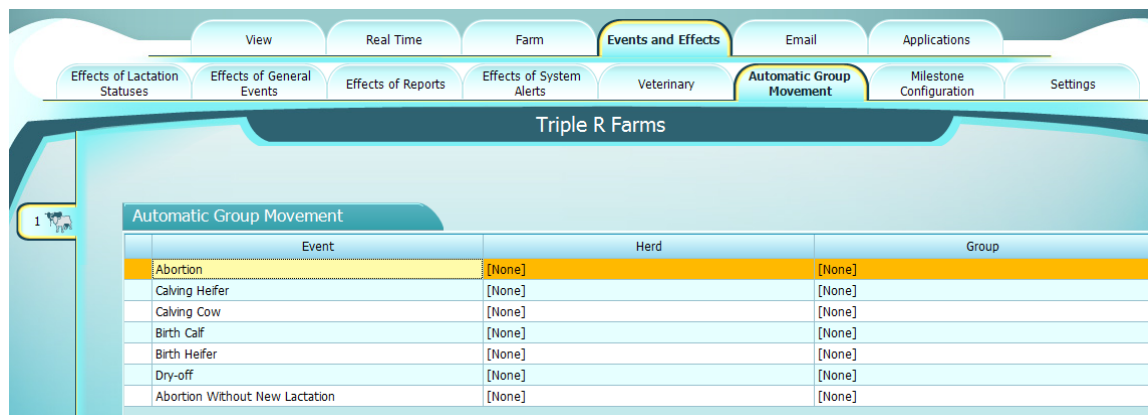 View Real Time Farm Events and Effects Email Applications
Effects of Lactation Statuses Effects of General Events Effects of Reports Effects of System Alerts Veterinary Automatic Group Movement Milestone Configuration Settings
Triple R Farms
1
Automatic Group Movement
Event Herd Group
Abortion [None] [None]
Calving Heifer [None] [None]
Calving Cow [None] [None]
Birth Calf [None] [None]
Birth Heifer [None] [None]
Dry-off [None] [None]
Abortion Without New Lactation [None] [None]